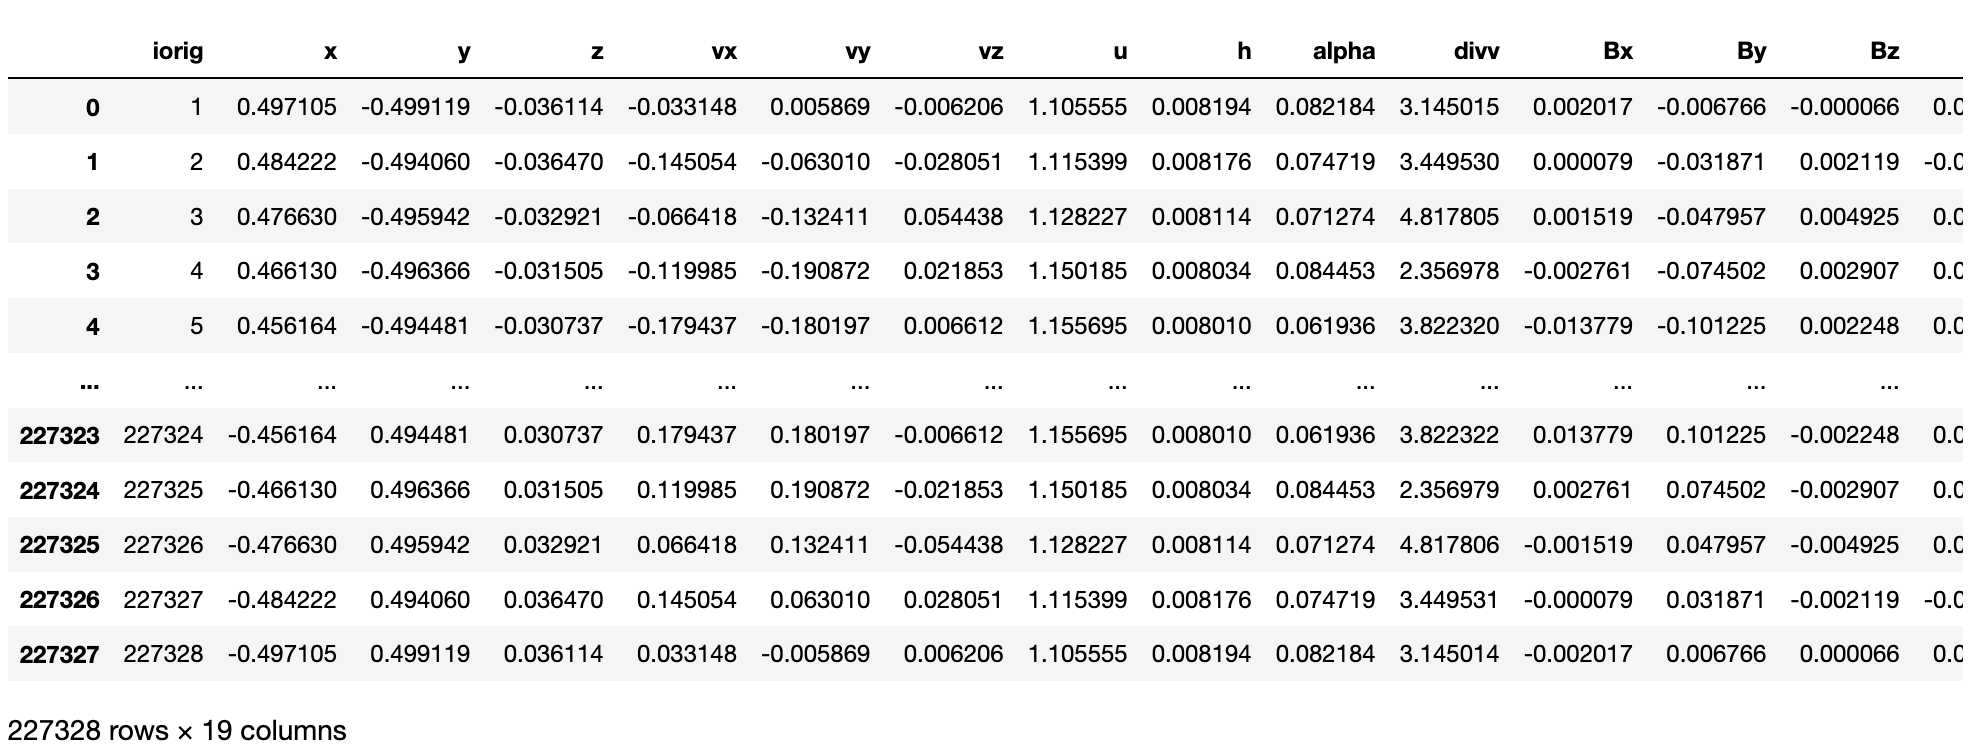 iorig x y z vx vy vz u h alpha divv Bx By Bz
0 1 0.497105 -0.499119 -0.036114 -0.033148 0.005869 -0.006206 1.105555 0.008194 0.082184 3.145015 0.002017 -0.006766 -0.000066 0.0
1 2 0.484222 -0.494060 -0.036470 -0.145054 -0.063010 -0.028051 1.115399 0.008176 0.074719 3.449530 0.000079 -0.031871 0.002119 -0.0
2 3 0.476630 -0.495942 -0.032921 -0.066418 -0.132411 0.054438 1.128227 0.008114 0.071274 4.817805 0.001519 -0.047957 0.004925 0.0
3 4 0.466130 -0.496366 -0.031505 -0.119985 -0.190872 0.021853 1.150185 0.008034 0.084453 2.356978 -0.002761 -0.074502 0.002907 0.0
4 5 0.456164 -0.494481 -0.030737 -0.179437 -0.180197 0.006612 1.155695 0.008010 0.061936 3.822320 -0.013779 -0.101225 0.002248 0.0
... ... ... ... ... ... ... ... ... ... ... ... ... ... ...
227323 227324 -0.456164 0.494481 0.030737 0.179437 0.180197 -0.006612 1.155695 0.008010 0.061936 3.822322 0.013779 0.101225 -0.002248 0.0
227324 227325 -0.466130 0.496366 0.031505 0.119985 0.190872 -0.021853 1.150185 0.008034 0.084453 2.356979 0.002761 0.074502 -0.002907 0.0
227325 227326 -0.476630 0.495942 0.032921 0.066418 0.132411 -0.054438 1.128227 0.008114 0.071274 4.817806 -0.001519 0.047957 -0.004925 0.0
227326 227327 -0.484222 0.494060 0.036470 0.145054 0.063010 0.028051 1.115399 0.008176 0.074719 3.449531 -0.000079 0.031871 -0.002119 -0.0
227327 227328 -0.497105 0.499119 0.036114 0.033148 -0.005869 0.006206 1.105555 0.008194 0.082184 3.145014 -0.002017 0.006766 0.000066 0.0
227328 rows × 19 columns